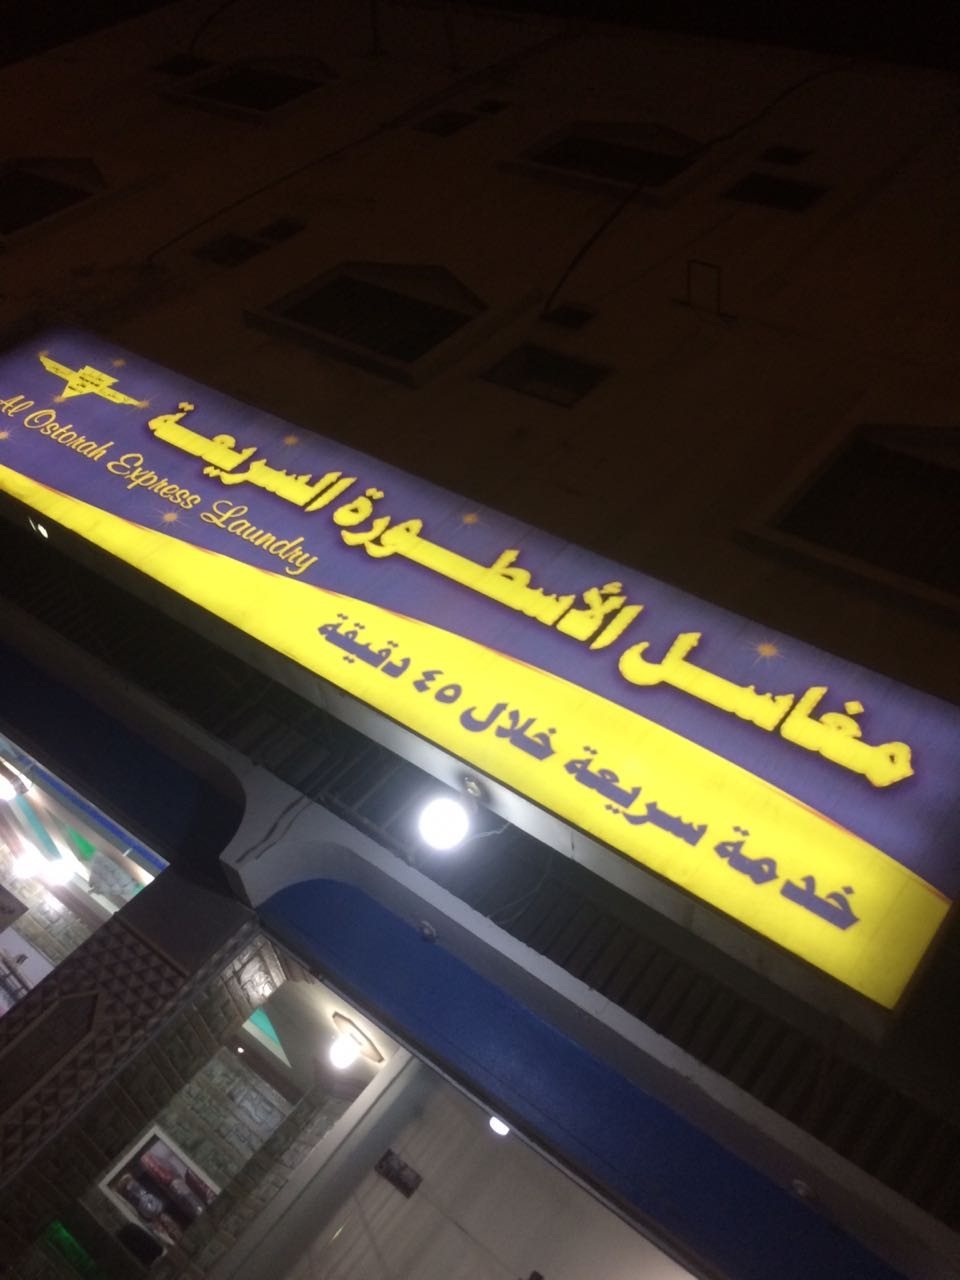 مغاسل الأسطورة السريعة
Al Ostorah Express Laundry
خدمة سريعة خلال ٤٥ دقيقة